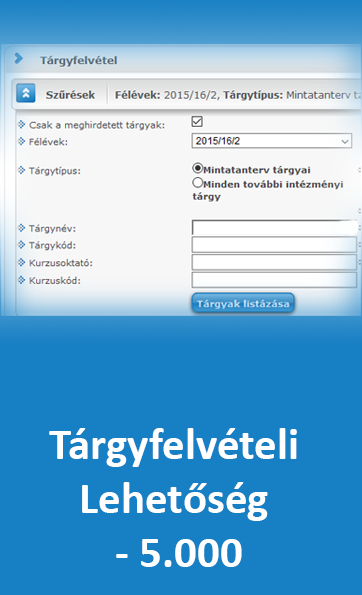 Tárgyfelvétel
Szűrések Félévek: 2015/16/2, Tárgytípus: Mintatanterv tá
Csak a meghirdetett tárgyak:
Félévek: 2015/16/2
Tárgytípus: Mintatanterv tárgyai
Minden további intézményi
tárgy
Tárgynév:
Tárgykód:
Kurzusoktató:
Kurzuskód:
Tárgyak listázása
Tárgyfelvételi
Lehetőség
- 5.000